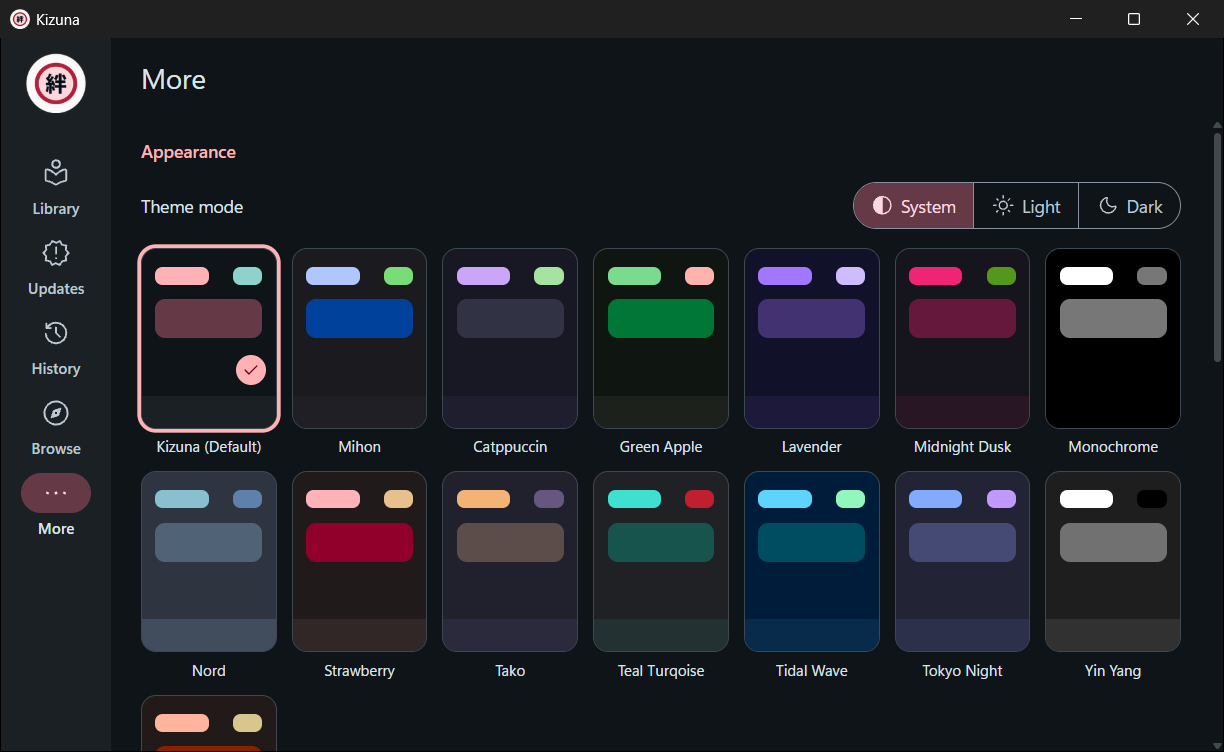 Kizuna
絆
More
Appearance
Theme mode
System
Light
Dark
Library
Updates
History
Browse
More
Kizuna (Default)
Mihon
Catppuccin
Green Apple
Lavender
Midnight Dusk
Monochrome
Nord
Strawberry
Tako
Teal Turqoise
Tidal Wave
Tokyo Night
Yin Yang